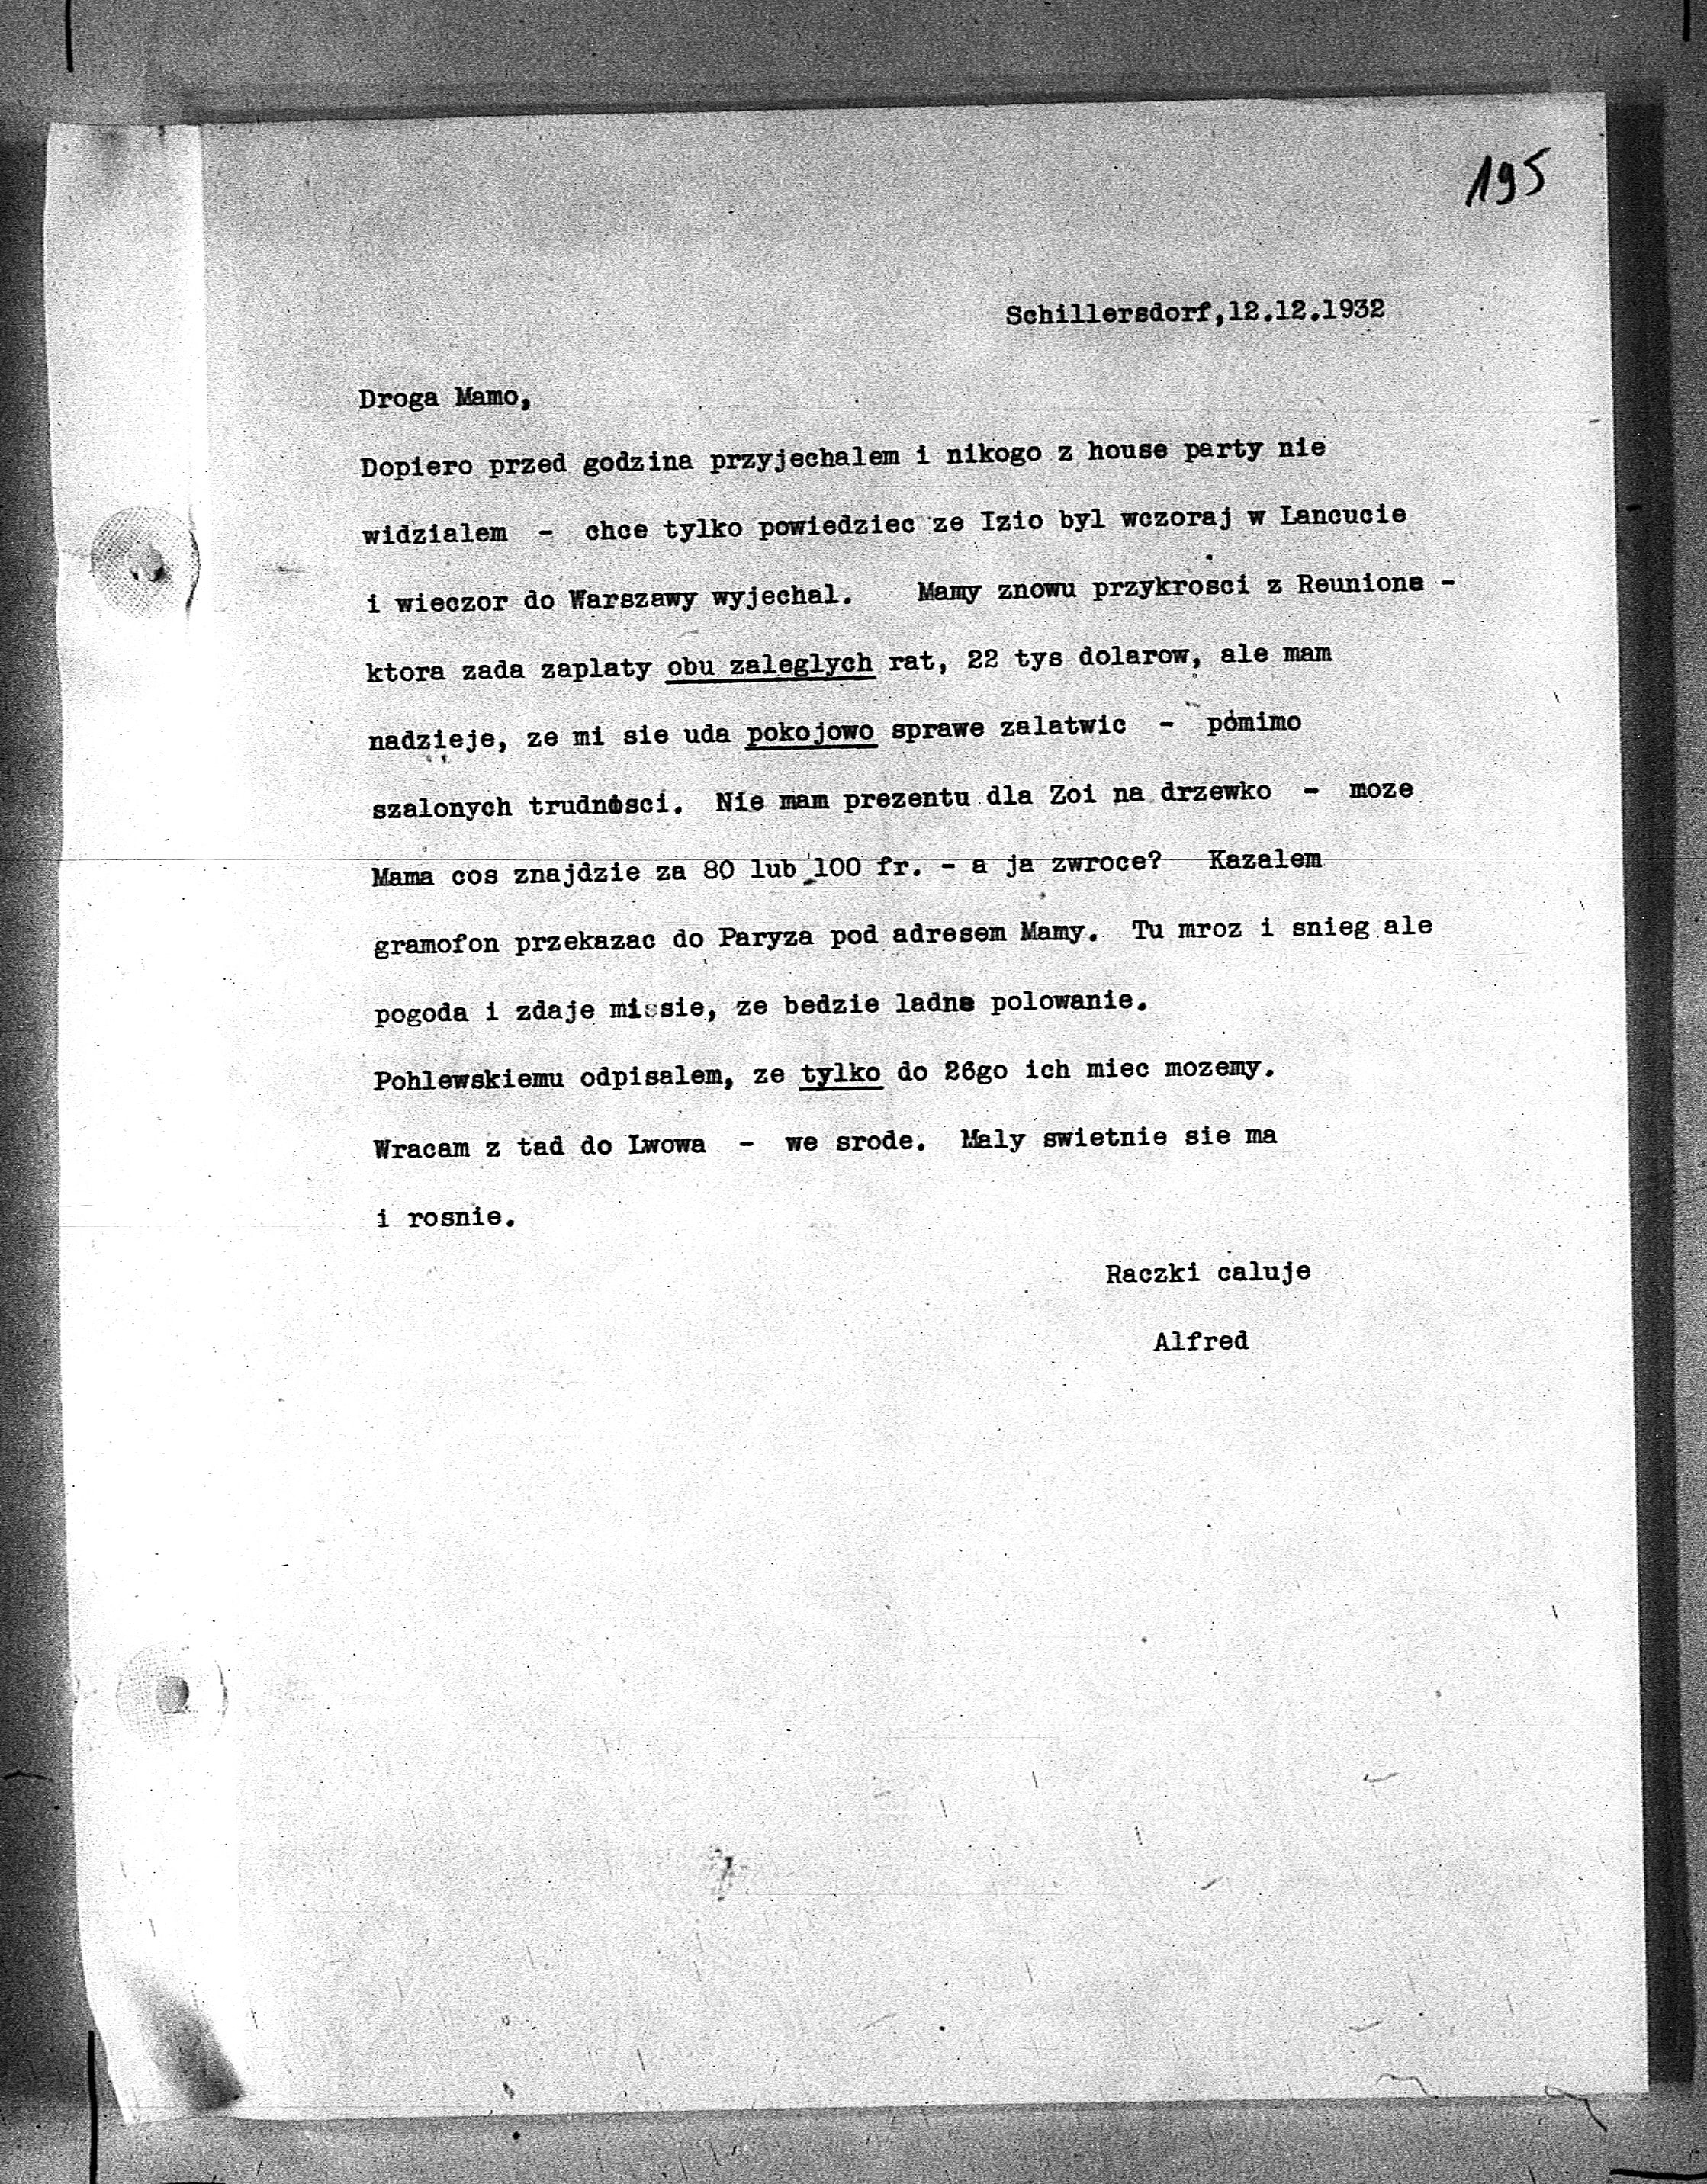 195
Schillersdorf,12.12.1932
Droga Mamo,
Dopiero przed godzina przyjechalem i nikogo z house party nie
widzialem - chce tylko powiedziec ze Izio byl wczoraj w Lancucie
i wieczor do Warszawy wyjechal. Mamy znowu przykrosci z Reunione -
ktora zada zaplaty obu zaleglych rat, 22 tys dolarow, ale mam
nadzieje, ze mi sie uda pokojowo sprawe zalatwic - pomimo
szalonych trudnosci. Nie mam prezentu dla Zoi na drzewko - moze
Mama cos znajdzie za 80 lub 100 fr. - a ja zwroce? Kazalem
gramofon przekazac do Paryza pod adresem Mamy. Tu mroz i snieg ale
pogoda i zdaje mi sie, ze bedzie ladne polowanie.
Pohlewskiemu odpisalem, ze tylko do 26go ich miec mozemy.
Wracam z tad do Lwowa - we srode. Maly swietnie sie ma
i rosnie.
Raczki caluje
Alfred